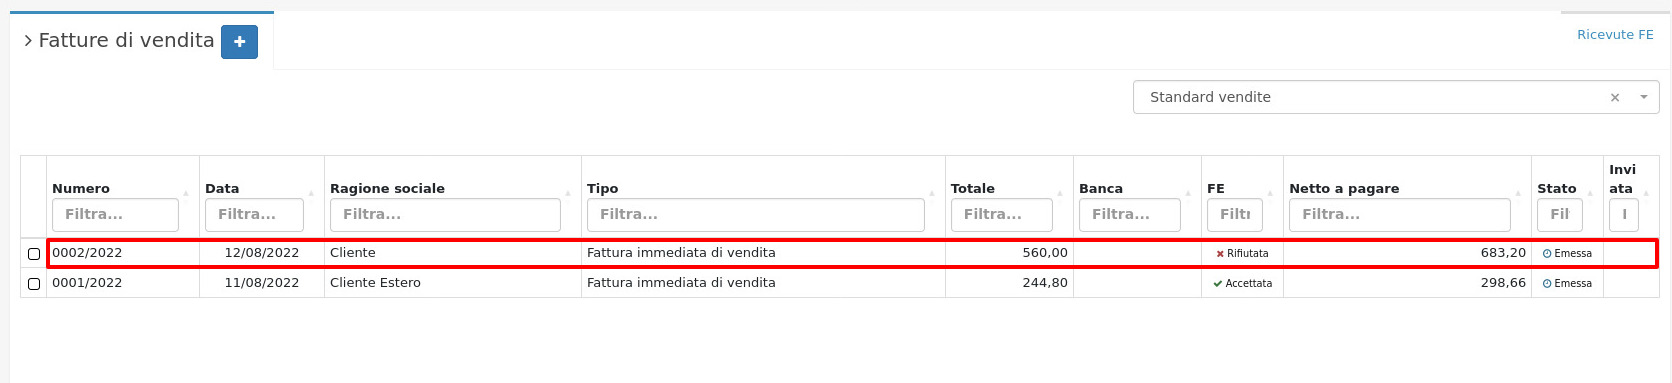 Fatture di vendita
Ricevute FE
Standard vendite
Numero Data Ragione sociale Tipo Totale Banca FE Netto a pagare Stato Invi
ata
Filtra... Filtra... Filtra... Filtra... Filtra... Filtra... Filtr Filtra... Fil I
0002/2022 12/08/2022 Cliente Fattura immediata di vendita 560,00 Rifiutata 683,20 Emessa
0001/2022 11/08/2022 Cliente Estero Fattura immediata di vendita 244,80 Accettata 298,66 Emessa